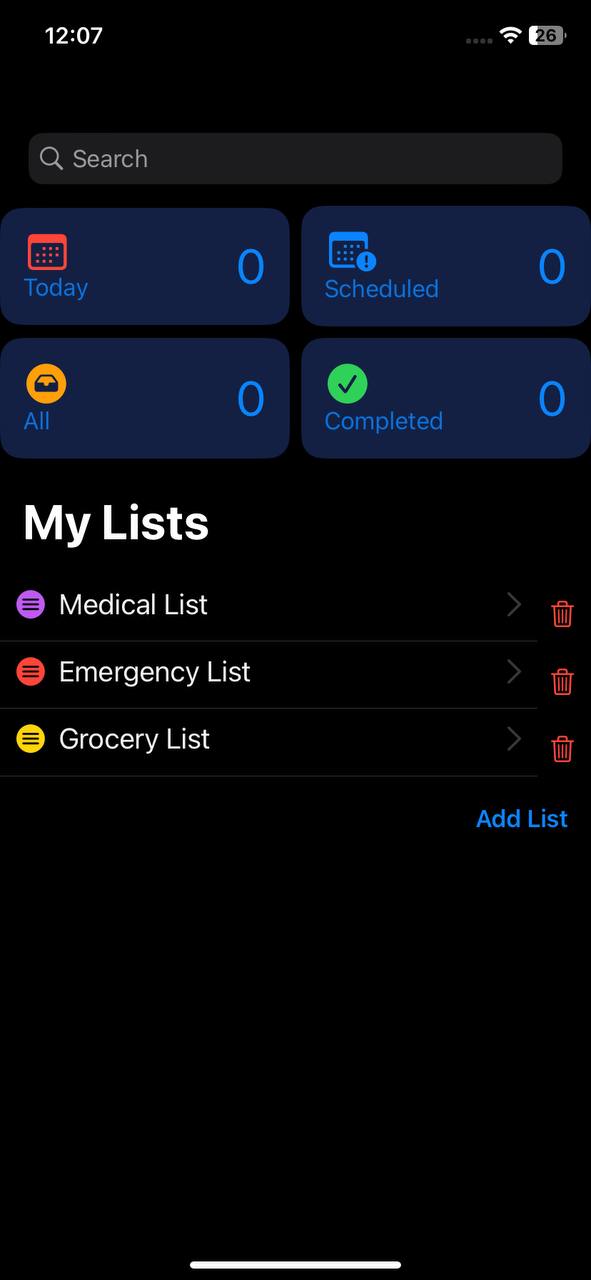 12:07
26
Search
Today 0
Scheduled 0
All 0
Completed 0
My Lists
Medical List
Emergency List
Grocery List
Add List